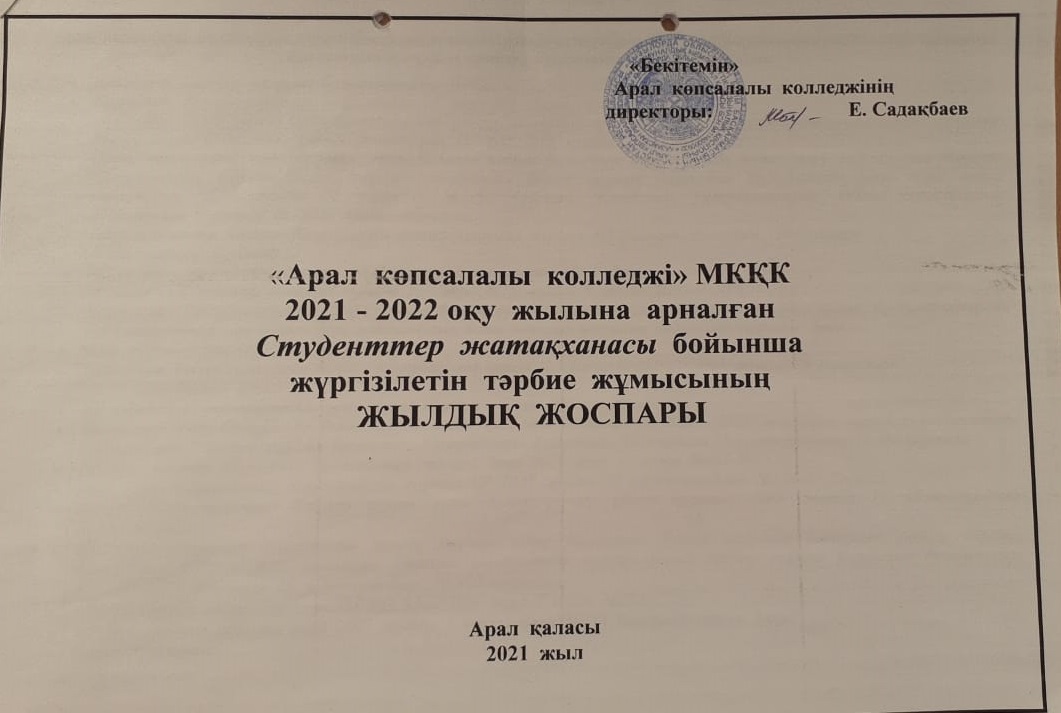 «Бекітемін»
Арал көпсалалы колледжінің
директоры: Е. Садақбаев
«Арал көпсалалы колледжі» МКҚК
2021 - 2022 оқу жылына арналған
Студенттер жатақханасы бойынша
жүргізілетін тәрбие жұмысының
ЖЫЛДЫҚ ЖОСПАРЫ
Арал қаласы
2021 жыл